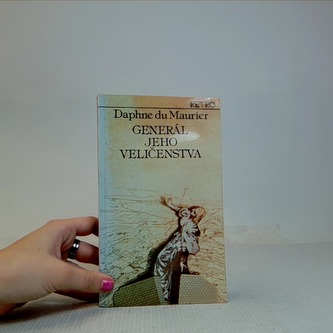 RETRO
Daphne du Maurier
GENERÁL
JEHO
VELIČENSTVA